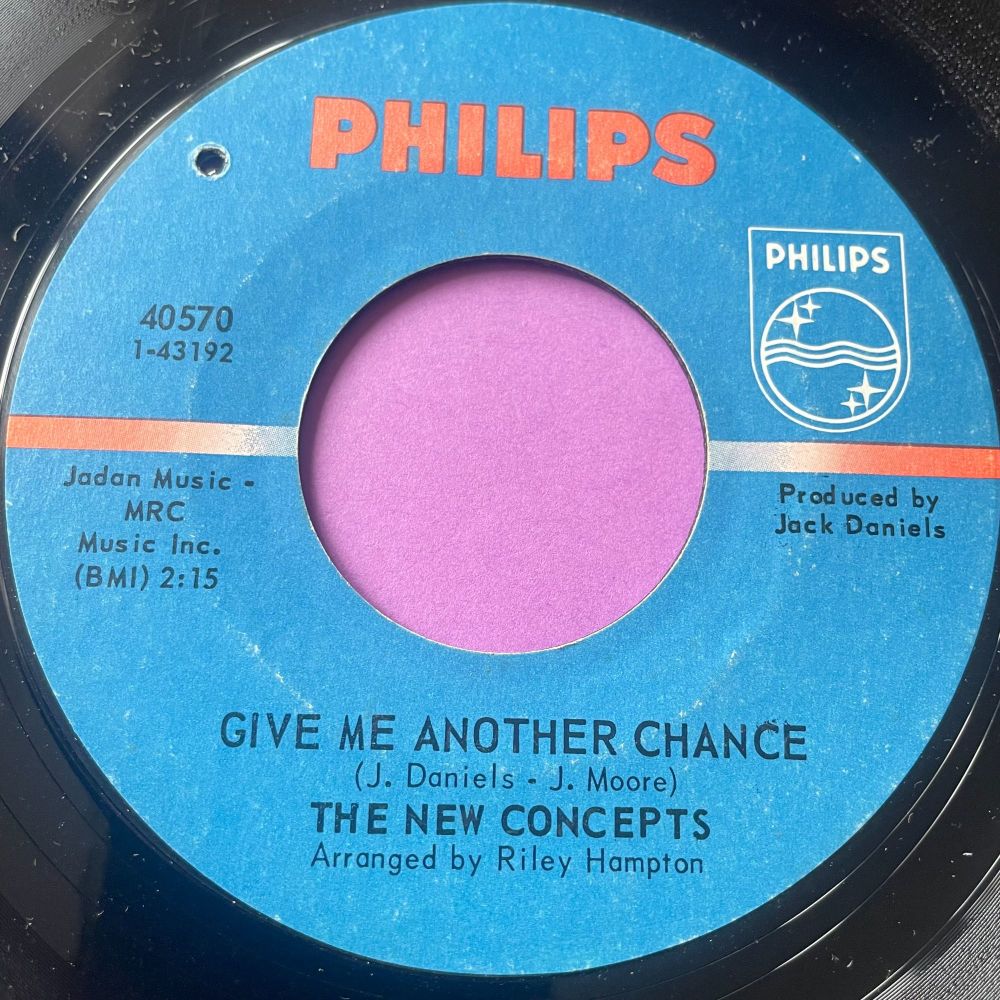 PHILIPS
PHILIPS
40570
1-43192
Jadan Music -
MRC
Music Inc.
(BMI) 2:15
Produced by
Jack Daniels
GIVE ME ANOTHER CHANCE
(J. Daniels - J. Moore)
THE NEW CONCEPTS
Arranged by Riley Hampton